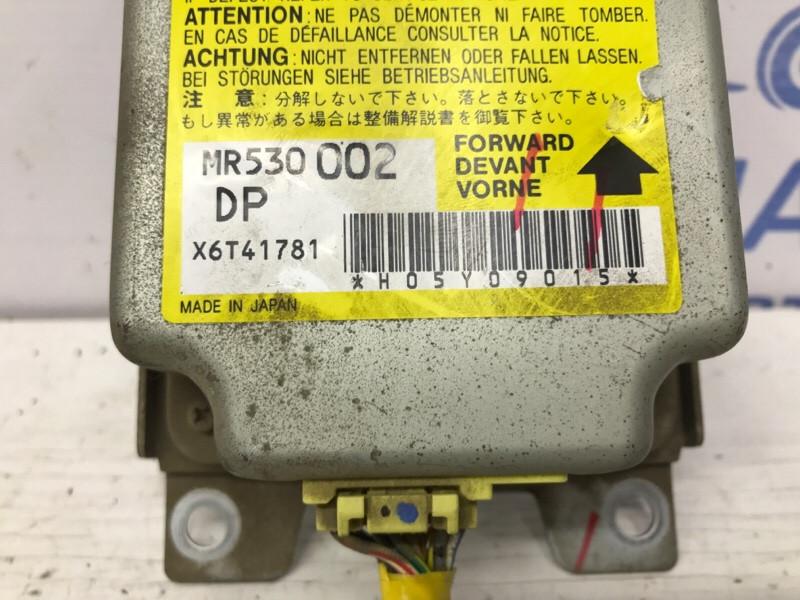 ATTENTION: NE PAS DÉMONTER NI FAIRE TOMBER.
EN CAS DE DÉFAILLANCE CONSULTER LA NOTICE.
ACHTUNG: NICHT ENTFERNEN ODER FALLEN LASSEN.
BEI STÖRUNGEN SIEHE BETRIEBSANLEITUNG.
注 意:分解しないで下さい。落とさないで下さい。
もし異常がある場合は整備解説書を御覧下さい。
MR530 002
DP
X6T41781
FORWARD
DEVANT
VORNE
*H05Y09015*
MADE IN JAPAN